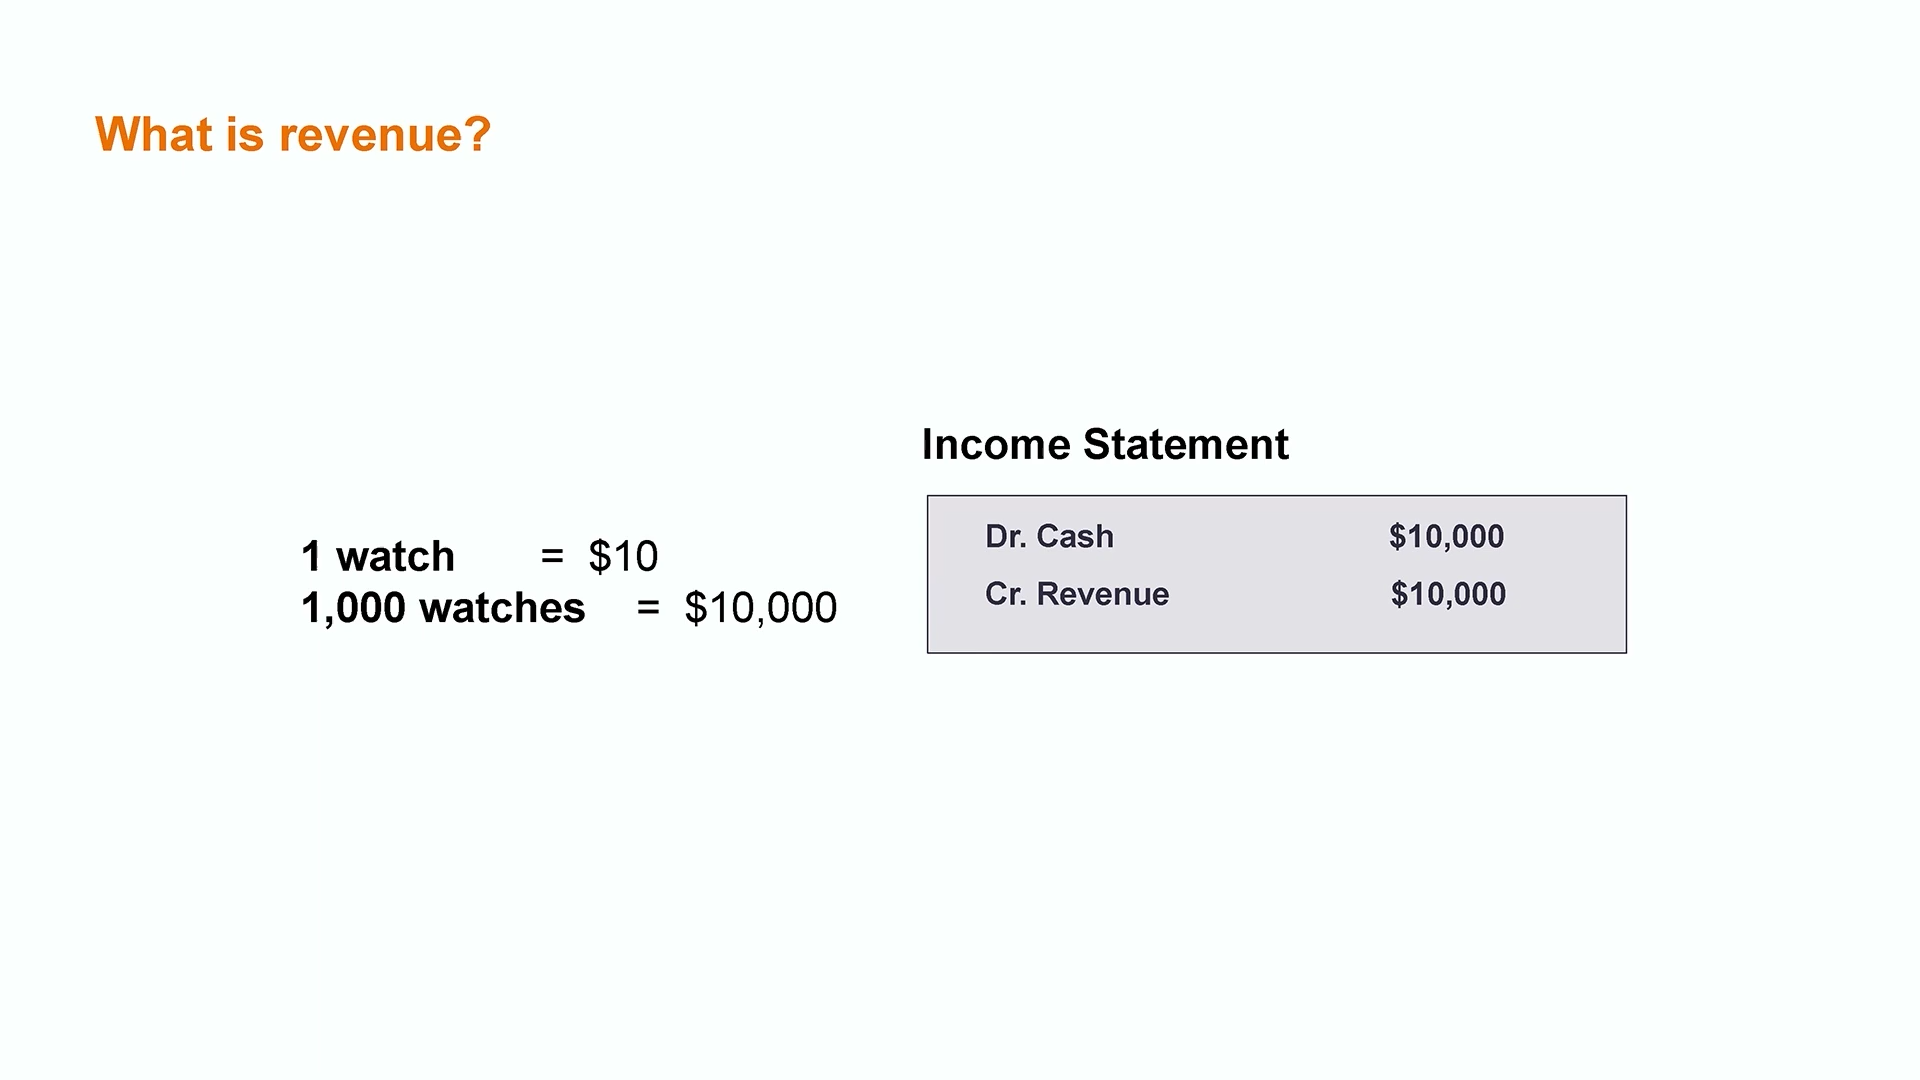 What is revenue?
1 watch = $10
1,000 watches = $10,000
Income Statement
Dr. Cash $10,000
Cr. Revenue $10,000